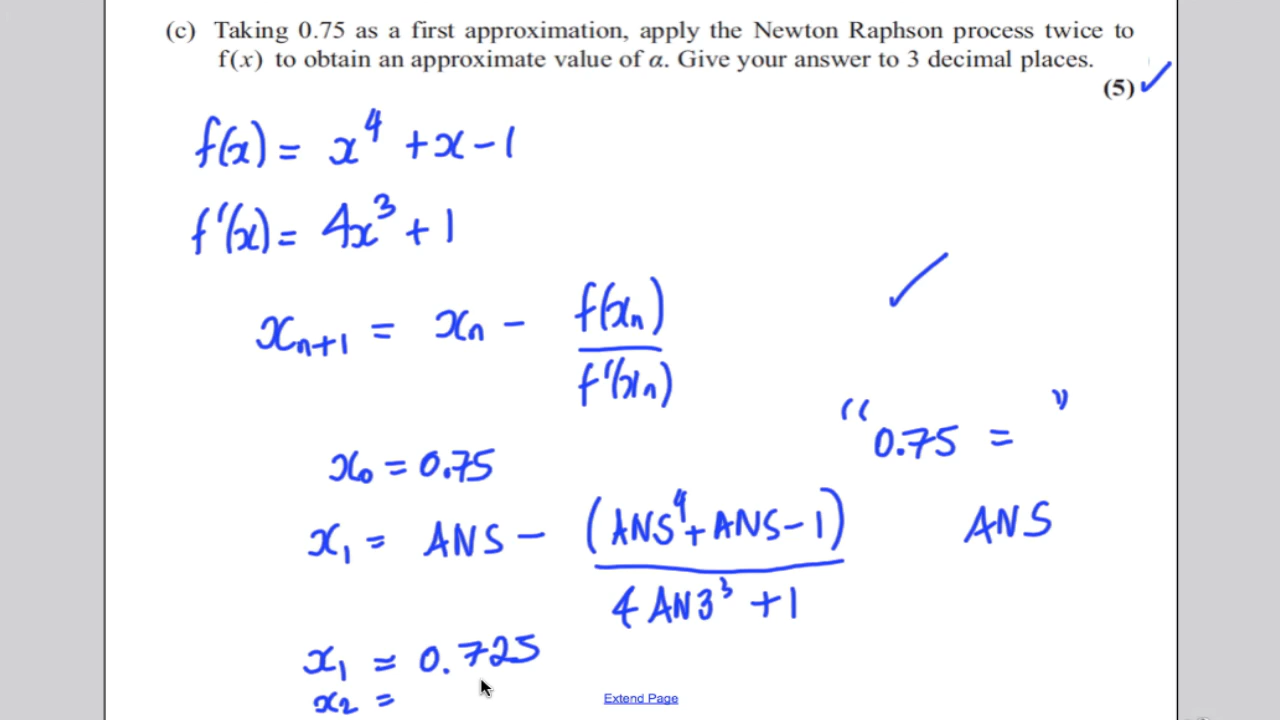 (c) Taking 0.75 as a first approximation, apply the Newton Raphson process twice to
f(x) to obtain an approximate value of α. Give your answer to 3 decimal places.
(5)
f(x) = x⁴ + x - 1
f'(x) = 4x³ + 1
xₙ₊₁ = xₙ - f(xₙ) / f'(xₙ)
"0.75 = "
x₀ = 0.75
x₁ = ANS - (ANS⁴ + ANS - 1) / 4 AN3³ + 1
ANS
x₁ ≈ 0.725
x₂ =
Extend Page